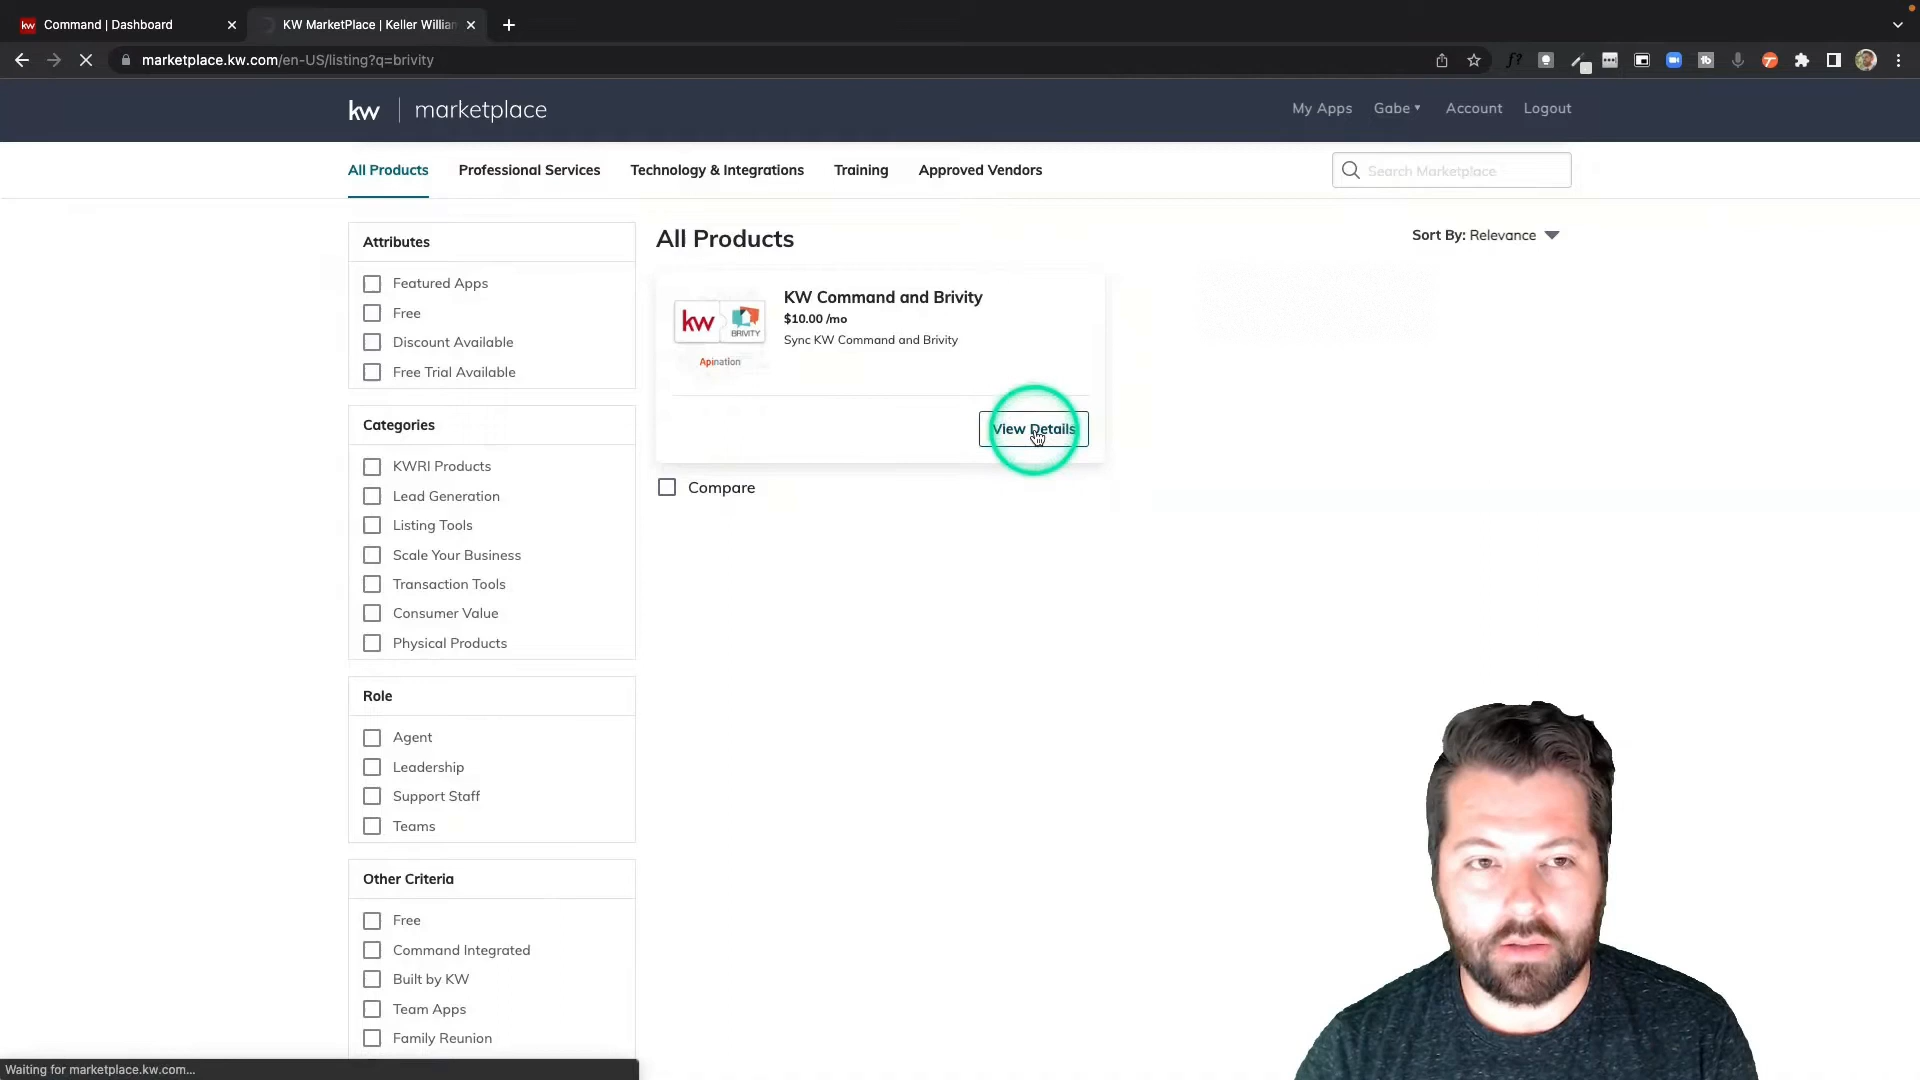 Command | Dashboard
KW MarketPlace | Keller William
marketplace.kw.com/en-US/listing?q=brivity
kw | marketplace
My Apps
Gabe
Account
Logout
All Products
Professional Services
Technology & Integrations
Training
Approved Vendors
Search Marketplace
Attributes
Featured Apps
Free
Discount Available
Free Trial Available
Categories
KWRI Products
Lead Generation
Listing Tools
Scale Your Business
Transaction Tools
Consumer Value
Physical Products
Role
Agent
Leadership
Support Staff
Teams
Other Criteria
Free
Command Integrated
Built by KW
Team Apps
Family Reunion
All Products
Sort By: Relevance
kw
BRIVITY
Apination
KW Command and Brivity
$10.00 /mo
Sync KW Command and Brivity
View Details
Compare
Waiting for marketplace.kw.com...